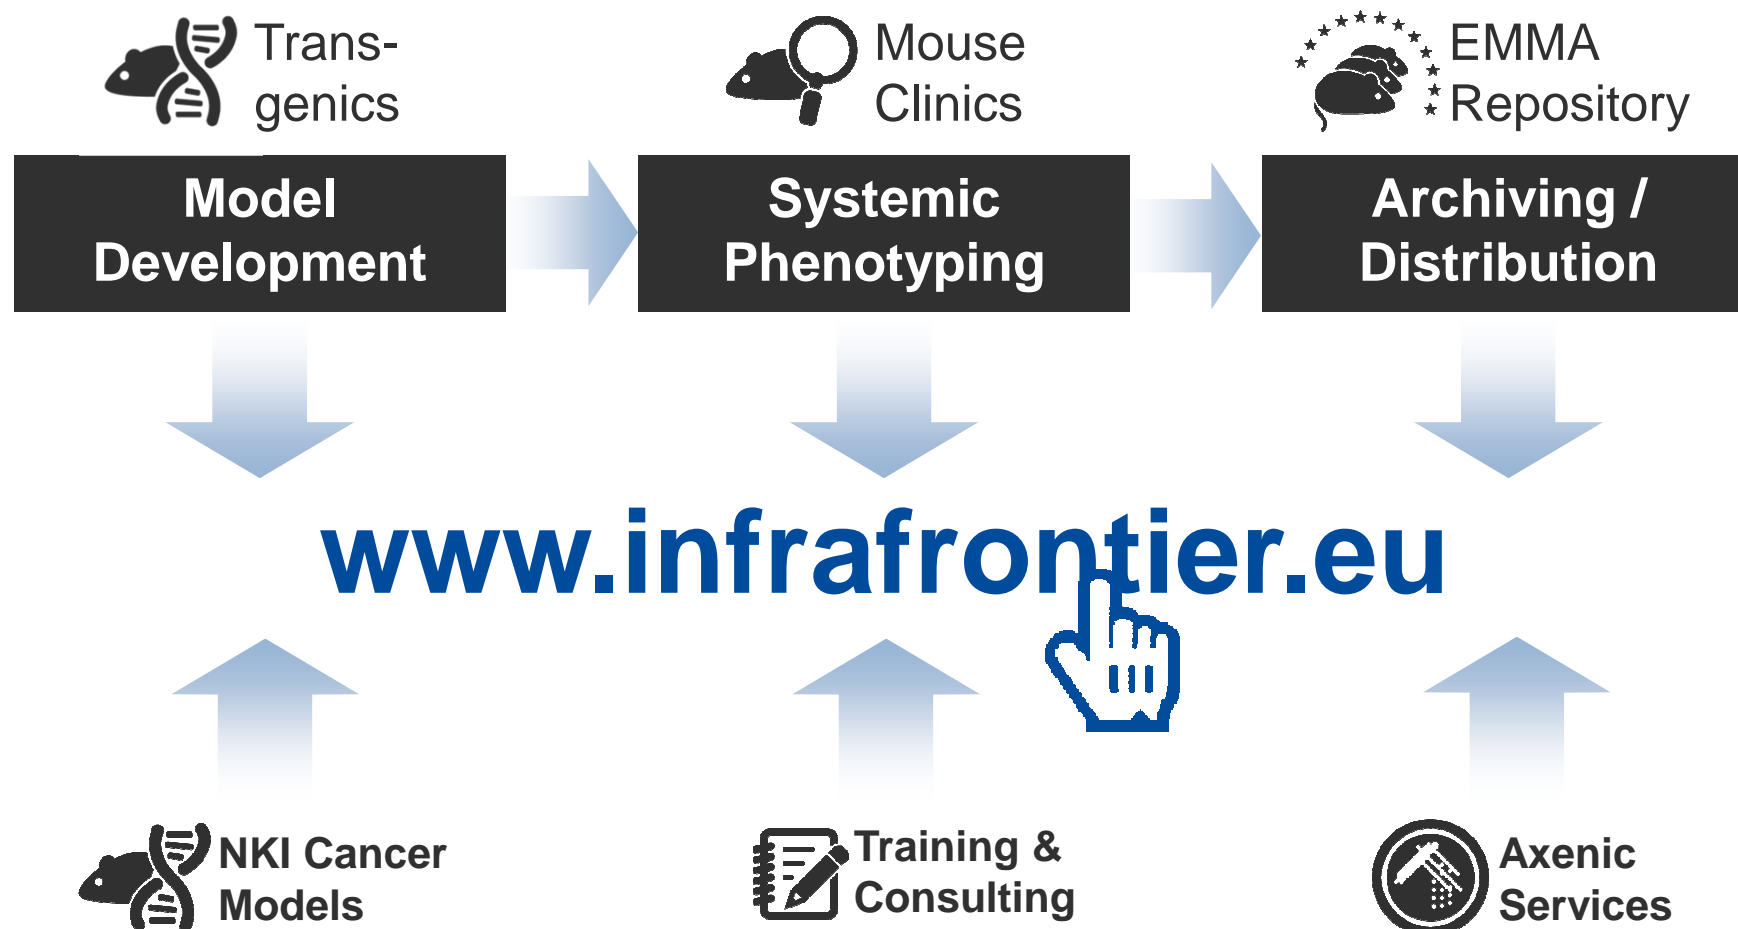 Trans-
genics
Mouse
Clinics
EMMA
Repository
Model
Development
Systemic
Phenotyping
Archiving /
Distribution
www.infrafrontier.eu
NKI Cancer
Models
Training &
Consulting
Axenic
Services